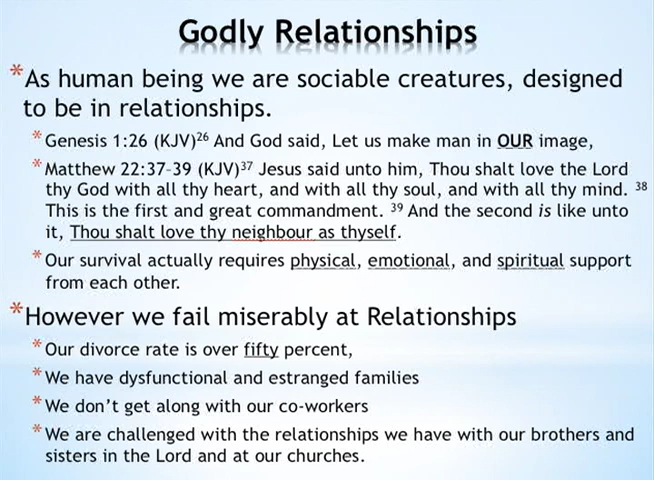 Godly Relationships
*As human being we are sociable creatures, designed
to be in relationships.
*Genesis 1:26 (KJV)²⁶ And God said, Let us make man in OUR image,
*Matthew 22:37-39 (KJV)³⁷ Jesus said unto him, Thou shalt love the Lord
thy God with all thy heart, and with all thy soul, and with all thy mind. ³⁸
This is the first and great commandment. ³⁹ And the second is like unto
it, Thou shalt love thy neighbour as thyself.
*Our survival actually requires physical, emotional, and spiritual support
from each other.
*However we fail miserably at Relationships
*Our divorce rate is over fifty percent,
*We have dysfunctional and estranged families
*We don’t get along with our co-workers
*We are challenged with the relationships we have with our brothers and
sisters in the Lord and at our churches.